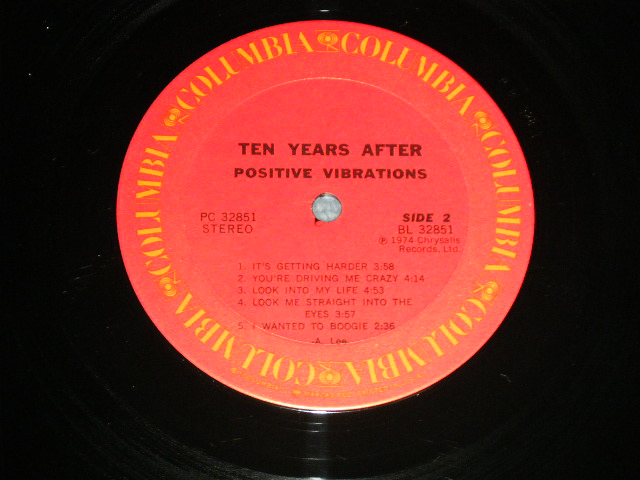 COLUMBIA COLUMBIA COLUMBIA COLUMBIA COLUMBIA COLUMBIA
TEN YEARS AFTER
POSITIVE VIBRATIONS
PC 32851
STEREO
SIDE 2
BL 32851
℗ 1974 Chrysalis
Records, Ltd.
1. IT'S GETTING HARDER 3:58
2. YOU'RE DRIVING ME CRAZY 4:14
3. LOOK INTO MY LIFE 4:53
4. LOOK ME STRAIGHT INTO THE
EYES 3:57
5. I WANTED TO BOOGIE 2:36
-A. Lee-